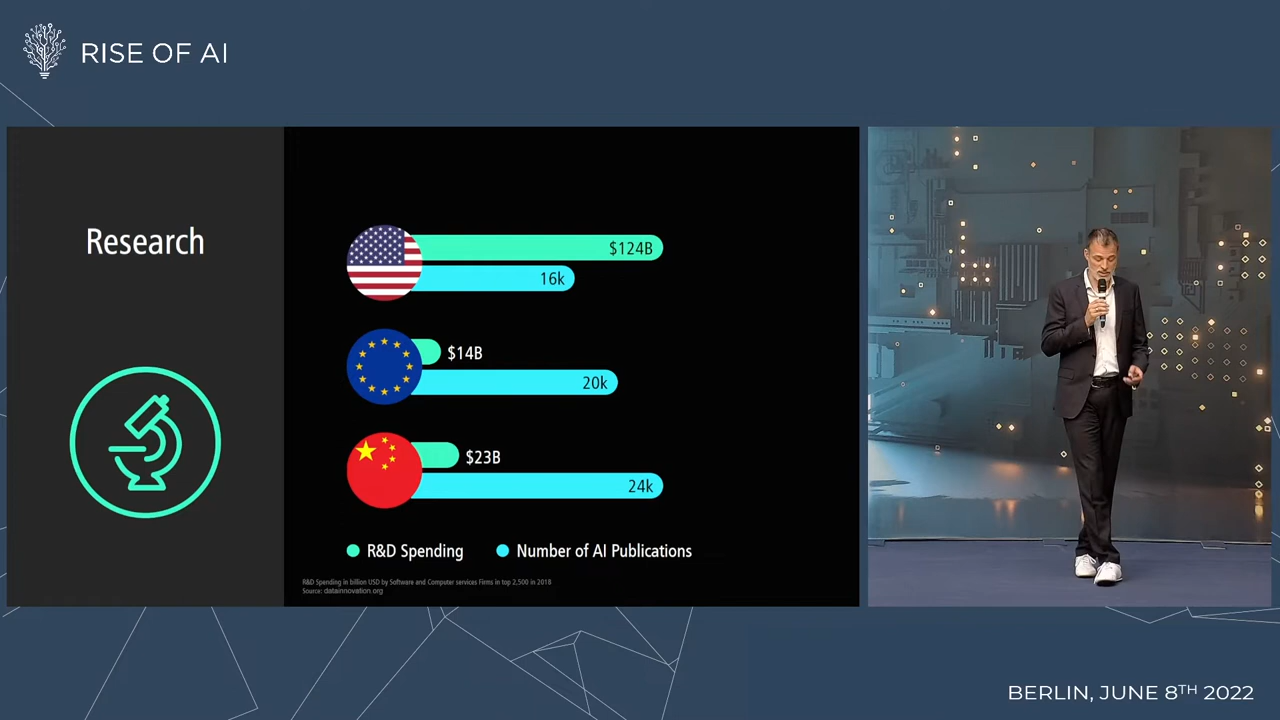 RISE OF AI
Research
$124B
16k
$14B
20k
$23B
24k
R&D Spending
Number of AI Publications
R&D Spending in billion USD by Software and Computer services Firms in top 2,500 in 2018
Source: datainnovation.org
BERLIN, JUNE 8TH 2022